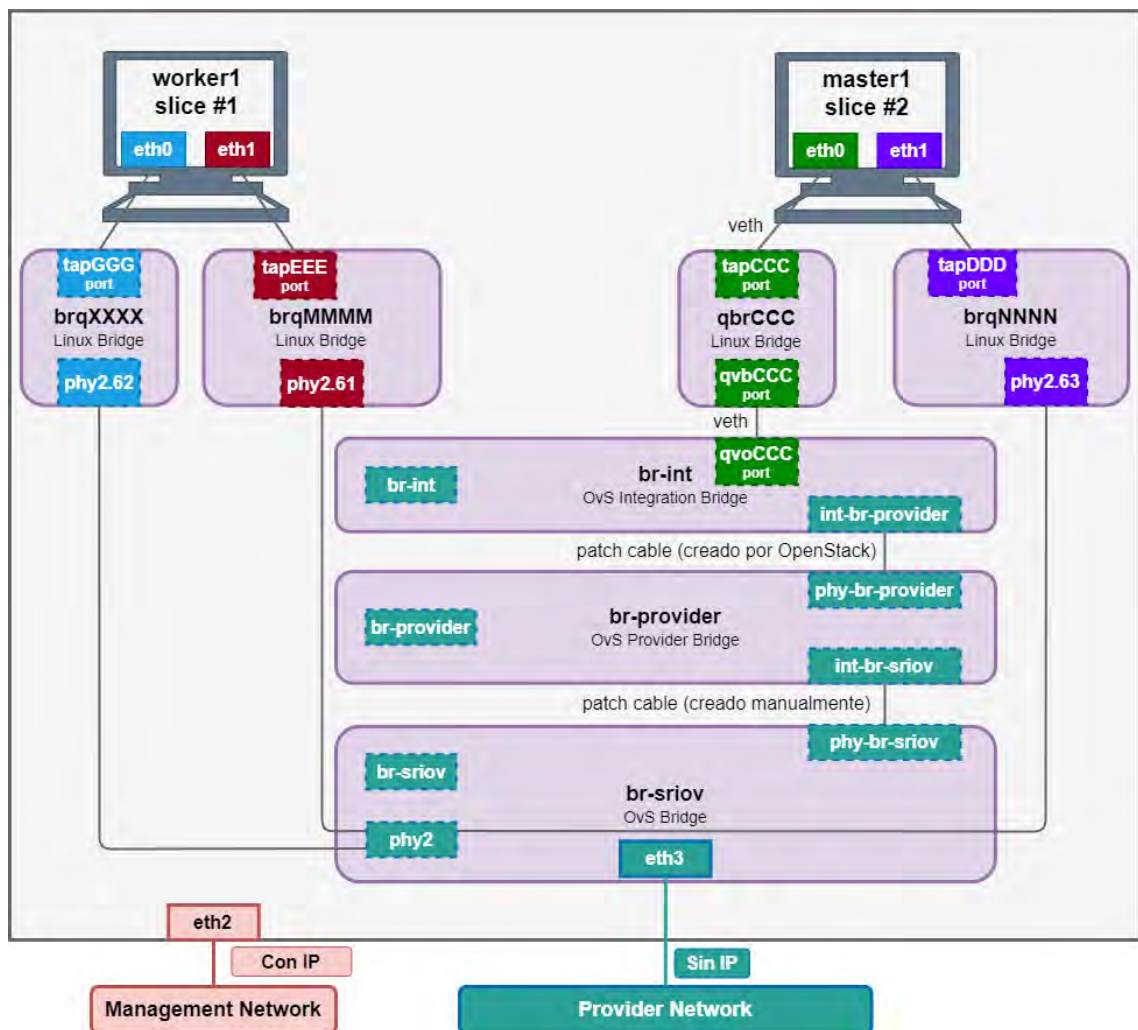 worker1
slice #1
eth0
eth1
master1
slice #2
eth0
eth1
veth
tapGGG
port
brqXXXX
Linux Bridge
phy2.62
tapEEE
port
brqMMMM
Linux Bridge
phy2.61
tapCCC
port
qbrCCC
Linux Bridge
qvbCCC
port
tapDDD
port
brqNNNN
Linux Bridge
phy2.63
veth
qvoCCC
port
br-int
br-int
OvS Integration Bridge
int-br-provider
patch cable (creado por OpenStack)
phy-br-provider
br-provider
br-provider
OvS Provider Bridge
int-br-sriov
patch cable (creado manualmente)
phy-br-sriov
br-sriov
br-sriov
OvS Bridge
phy2
eth3
eth2
Con IP
Sin IP
Management Network
Provider Network